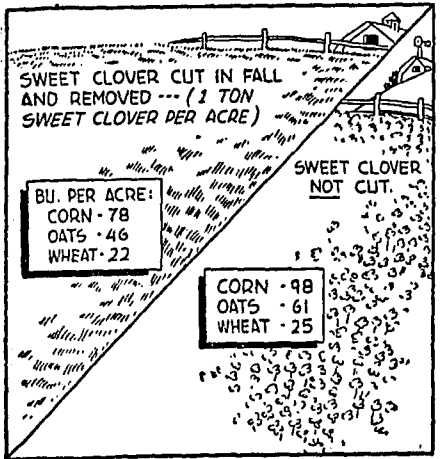 SWEET CLOVER CUT IN FALL
AND REMOVED --- (1 TON
SWEET CLOVER PER ACRE)
BU. PER ACRE:
CORN - 78
OATS - 46
WHEAT - 22
SWEET CLOVER
NOT CUT.
CORN - 98
OATS - 61
WHEAT - 25